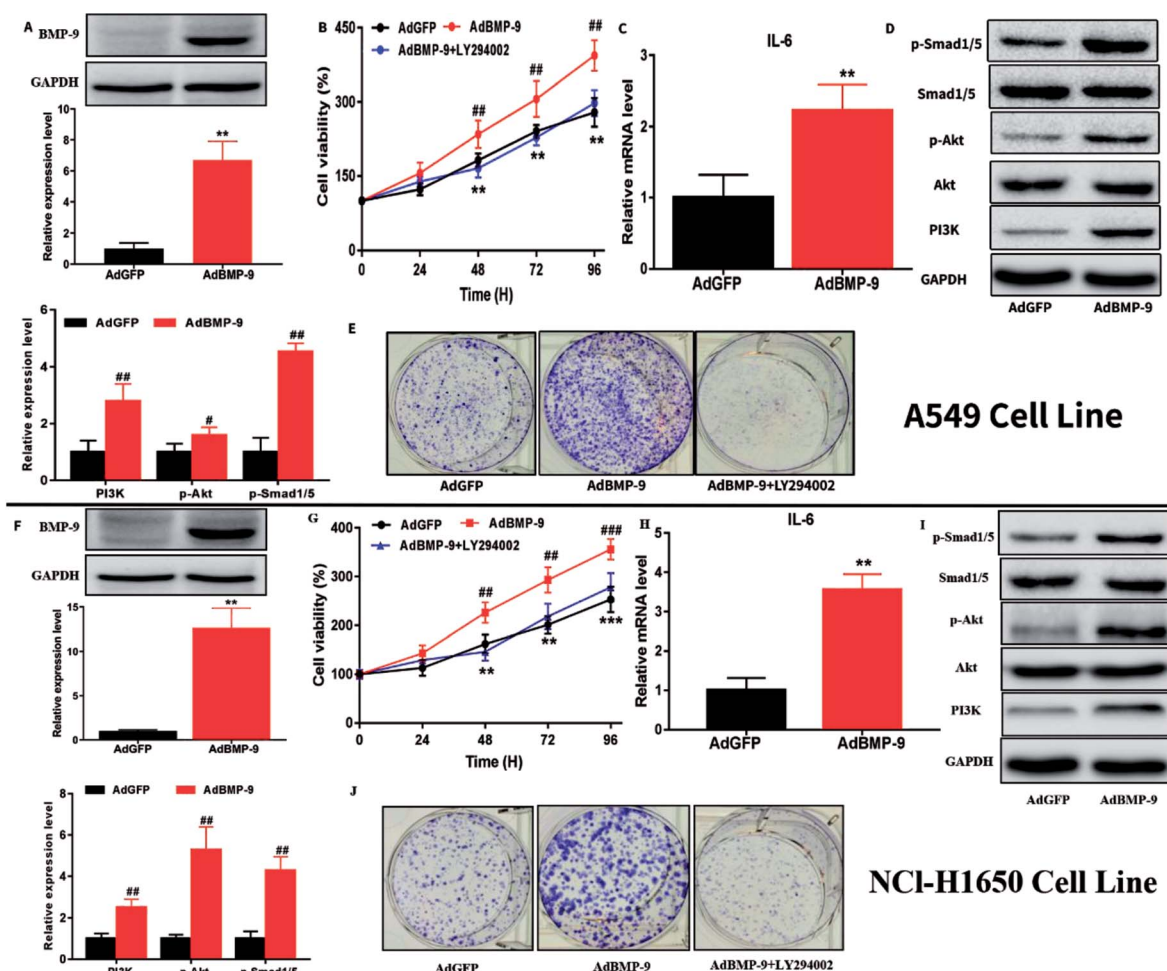 A
BMP-9
GAPDH
Relative expression level
10
8
6
4
2
0
**
AdGFP
AdBMP-9
B
AdGFP
AdBMP-9
AdBMP-9+LY294002
Cell viability (%)
450
300
150
0
##
##
##
**
**
**
0 24 48 72 96
Time (H)
C
IL-6
Relative mRNA level
3
2
1
0
**
AdGFP
AdBMP-9
D
p-Smad1/5
Smad1/5
p-Akt
Akt
PI3K
GAPDH
AdGFP AdBMP-9
AdGFP AdBMP-9
Relative expression level
6
4
2
0
##
#
##
PI3K p-Akt p-Smad1/5
E
AdGFP AdBMP-9 AdBMP-9+LY294002
A549 Cell Line
F
BMP-9
GAPDH
Relative expression level
15
12
9
6
3
0
**
AdGFP
AdBMP-9
G
AdGFP
AdBMP-9
AdBMP-9+LY294002
Cell viability (%)
400
300
200
100
0
##
##
###
**
**
***
0 24 48 72 96
Time (H)
H
IL-6
Relative mRNA level
5
4
3
2
1
0
**
AdGFP
AdBMP-9
I
p-Smad1/5
Smad1/5
p-Akt
Akt
PI3K
GAPDH
AdGFP AdBMP-9
AdGFP AdBMP-9
Relative expression level
8
6
4
2
0
##
##
##
PI3K p-Akt p-Smad1/5
J
AdGFP AdBMP-9 AdBMP-9+LY294002
NCl-H1650 Cell Line